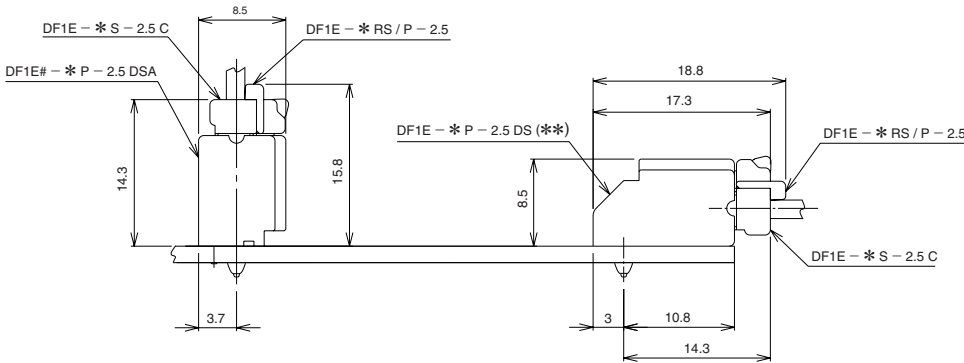 8.5
DF1E − * S − 2.5 C
DF1E − * RS / P − 2.5
DF1E# − * P − 2.5 DSA
14.3
15.8
3.7
18.8
17.3
DF1E − * P − 2.5 DS (**)
DF1E − * RS / P − 2.5
8.5
DF1E − * S − 2.5 C
3
10.8
14.3